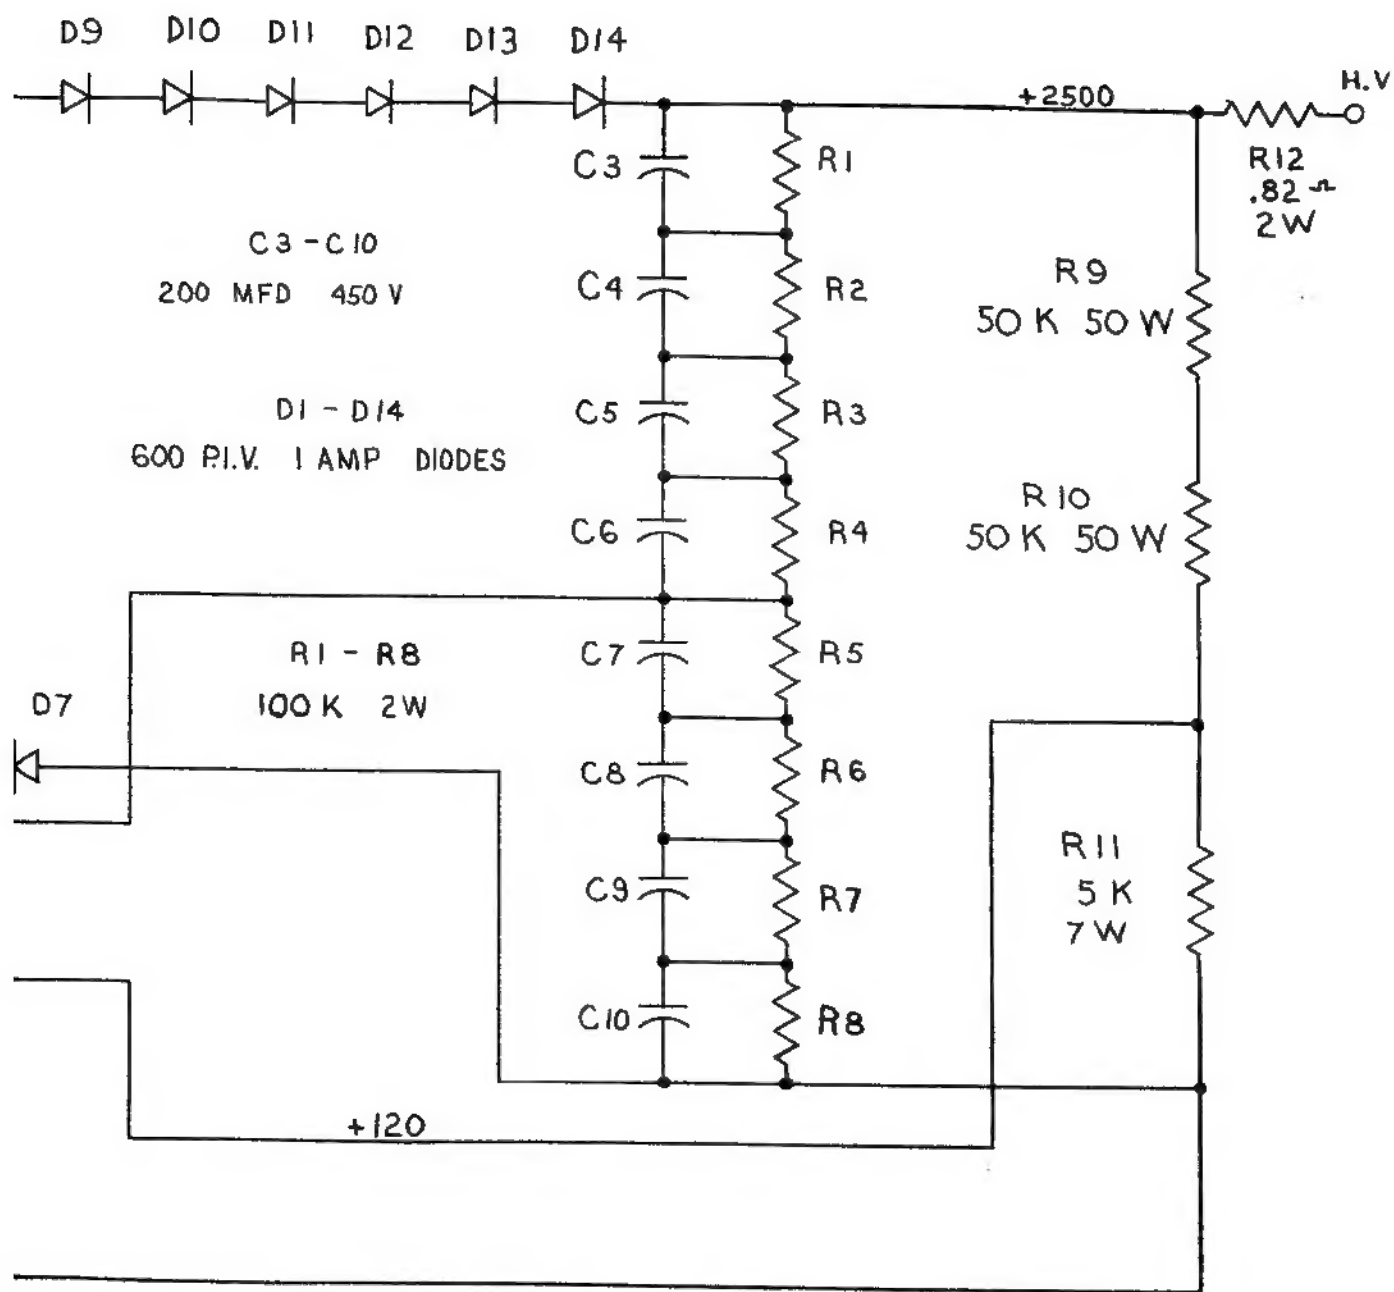 D9 D10 D11 D12 D13 D14
+2500
H.V
C3
R1
R12
.82 Ω
2W
C3 - C10
200 MFD 450 V
C4
R2
R9
50 K 50 W
D1 - D14
600 P.I.V. 1 AMP DIODES
C5
R3
C6
R4
R10
50 K 50 W
R1 - R8
100 K 2W
C7
R5
D7
C8
R6
C9
R7
R11
5 K
7 W
C10
R8
+120